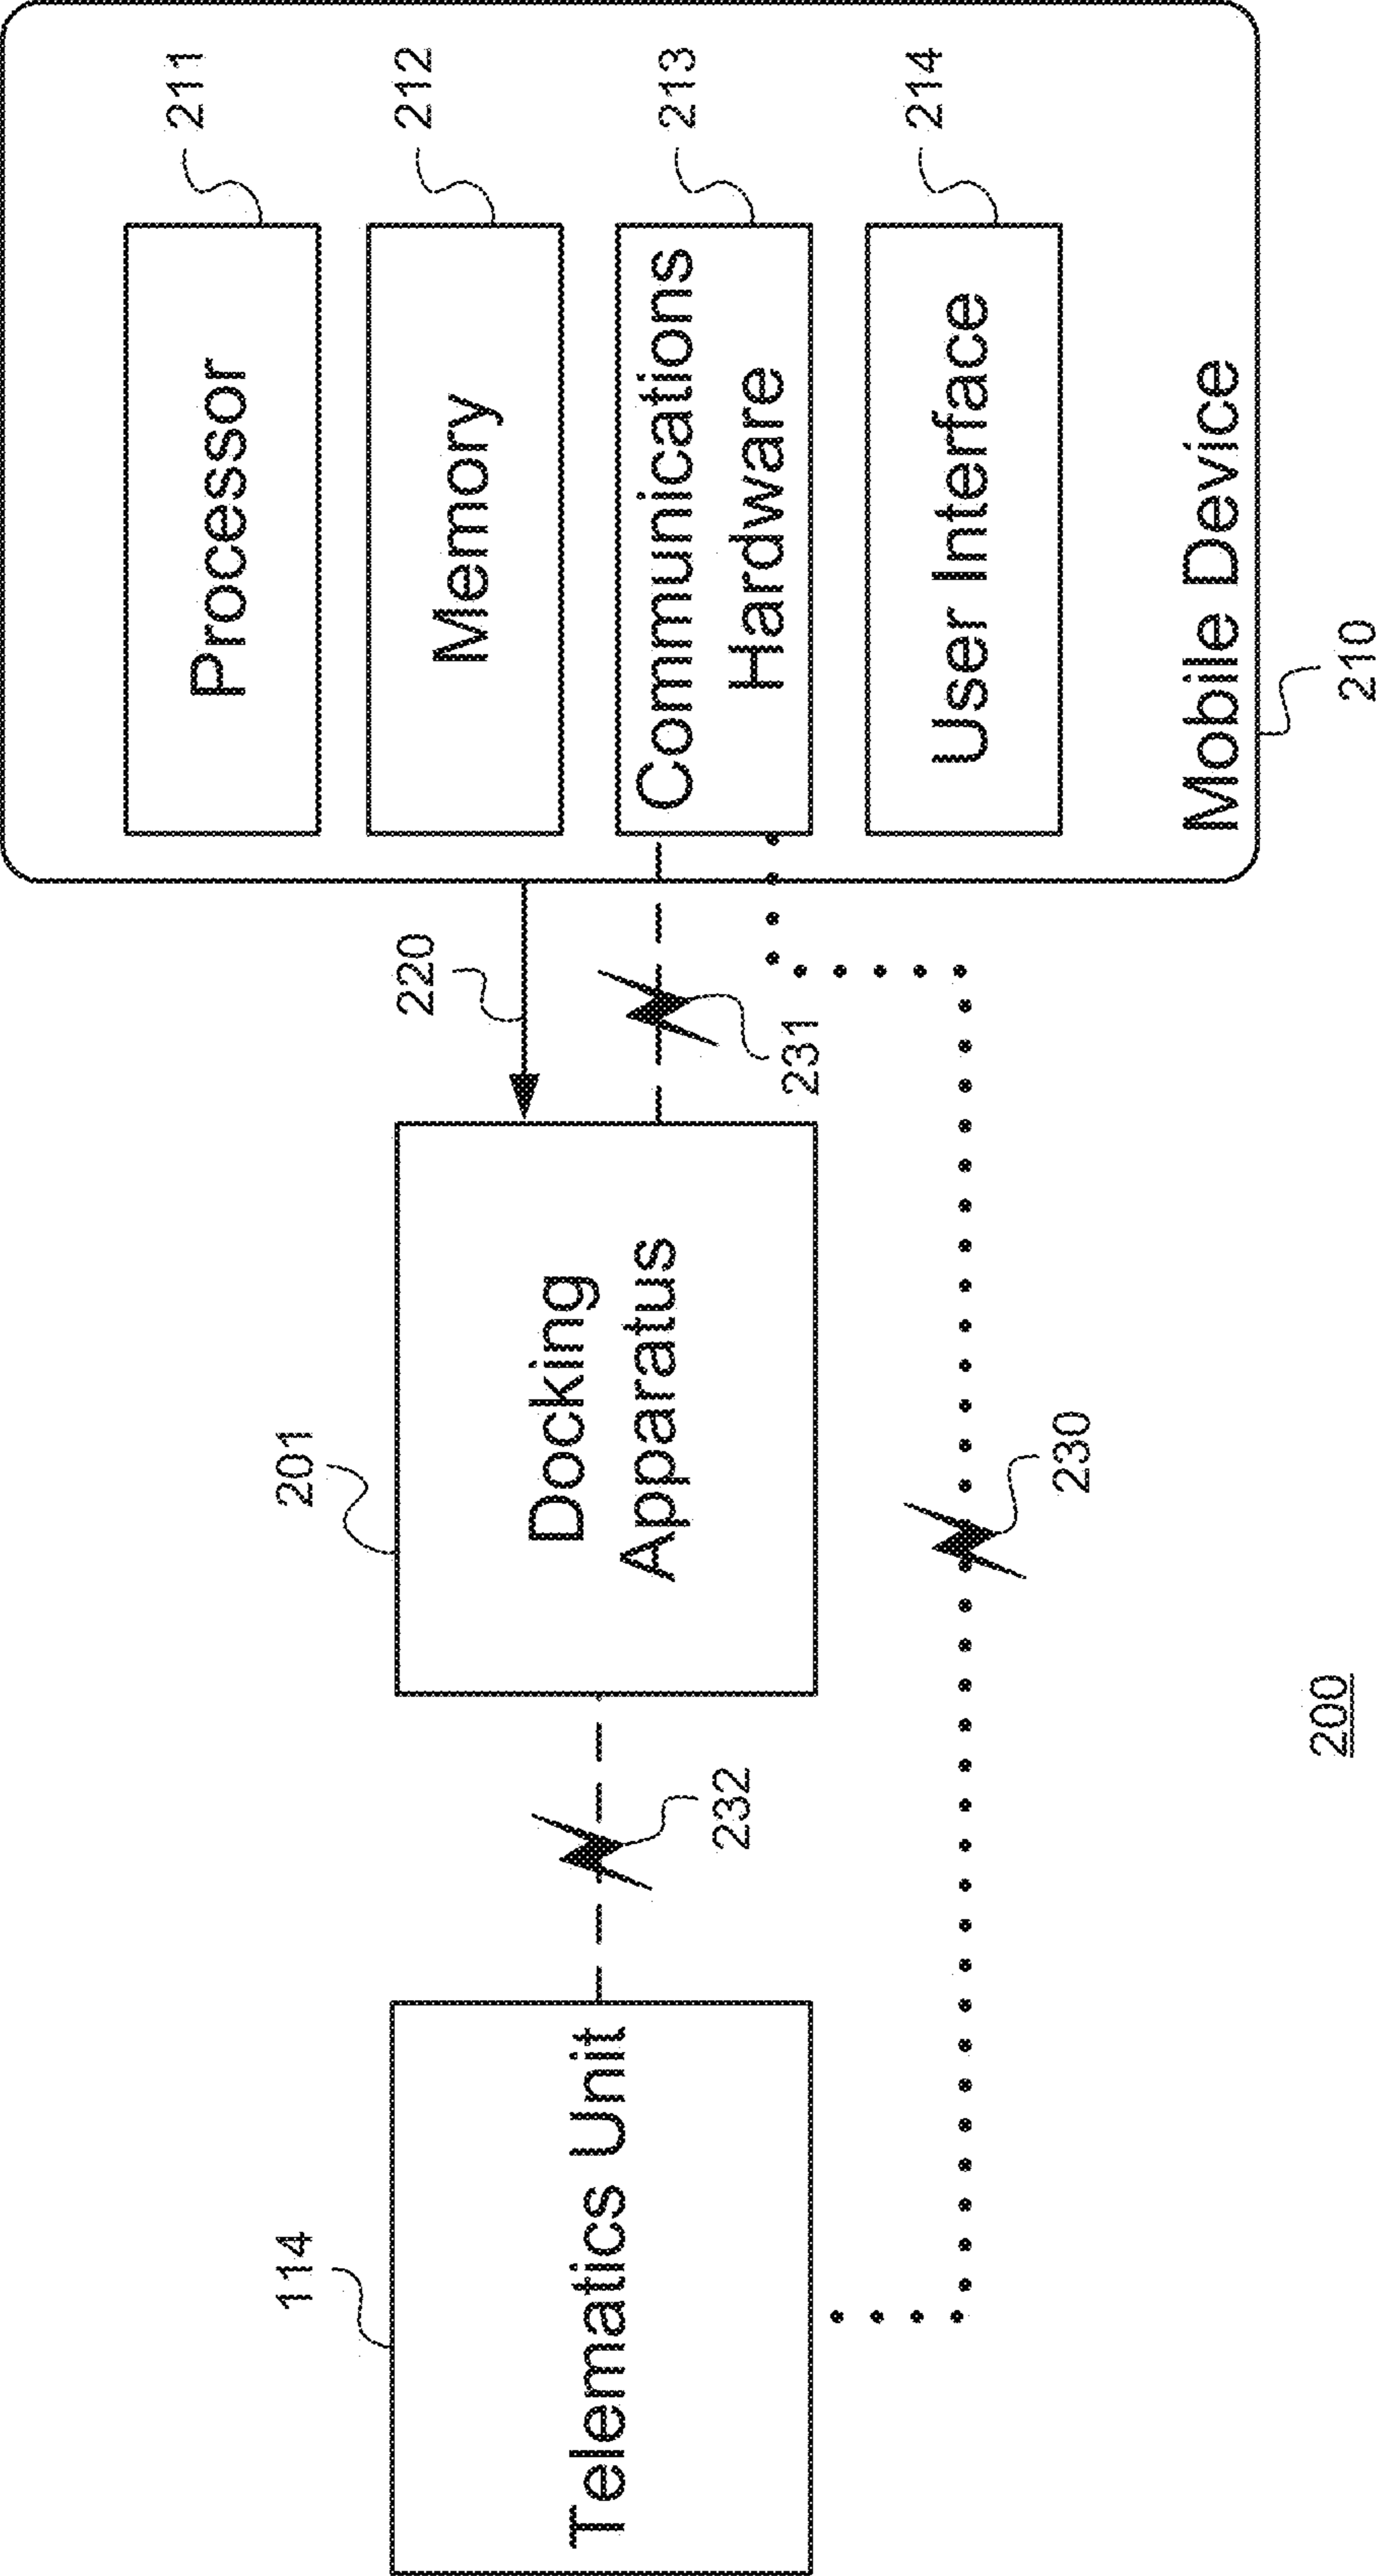 114
Telematics Unit
232
201
Docking
Apparatus
220
231
230
Processor
211
Memory
212
Communications
Hardware
213
User Interface
214
Mobile Device
210
200